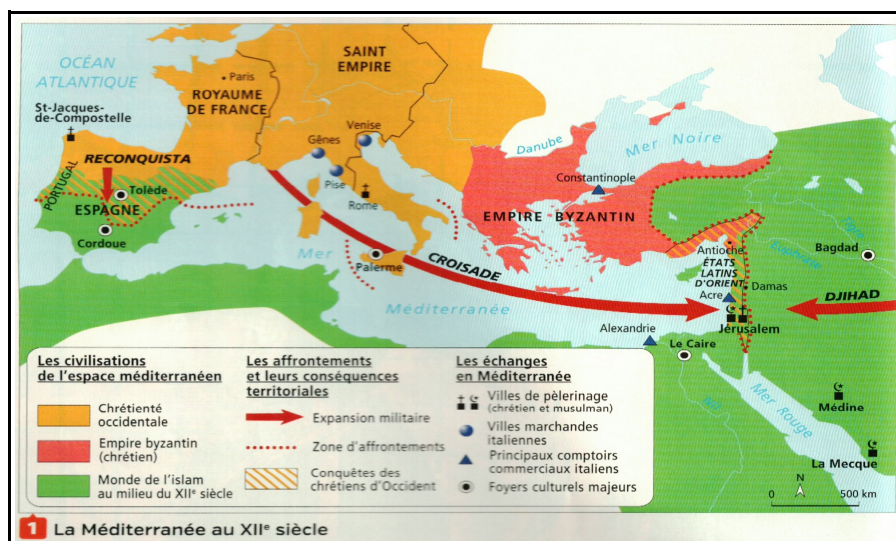 OCÉAN
ATLANTIQUE
St-Jacques-
de-Compostelle
Paris
ROYAUME
DE FRANCE
SAINT
EMPIRE
RECONQUISTA
PORTUGAL
Tolède
ESPAGNE
Cordoue
Gênes
Venise
Pise
Rome
Mer
Palerme
Méditerranée
CROISADE
Danube
Mer Noire
Constantinople
EMPIRE BYZANTIN
Antioche
ÉTATS
LATINS
D'ORIENT
Acre
Damas
Jérusalem
Tigre
Euphrate
Bagdad
DJIHAD
Alexandrie
Le Caire
Nil
Mer Rouge
Médine
La Mecque
N
0 500 km
Les civilisations
de l'espace méditerranéen
Chrétienté
occidentale
Empire byzantin
(chrétien)
Monde de l'islam
au milieu du XIIe siècle
Les affrontements
et leurs conséquences
territoriales
Expansion militaire
Zone d'affrontements
Conquêtes des
chrétiens d'Occident
Les échanges
en Méditerranée
Villes de pèlerinage
(chrétien et musulman)
Villes marchandes
italiennes
Principaux comptoirs
commerciaux italiens
Foyers culturels majeurs
1 La Méditerranée au XIIe siècle